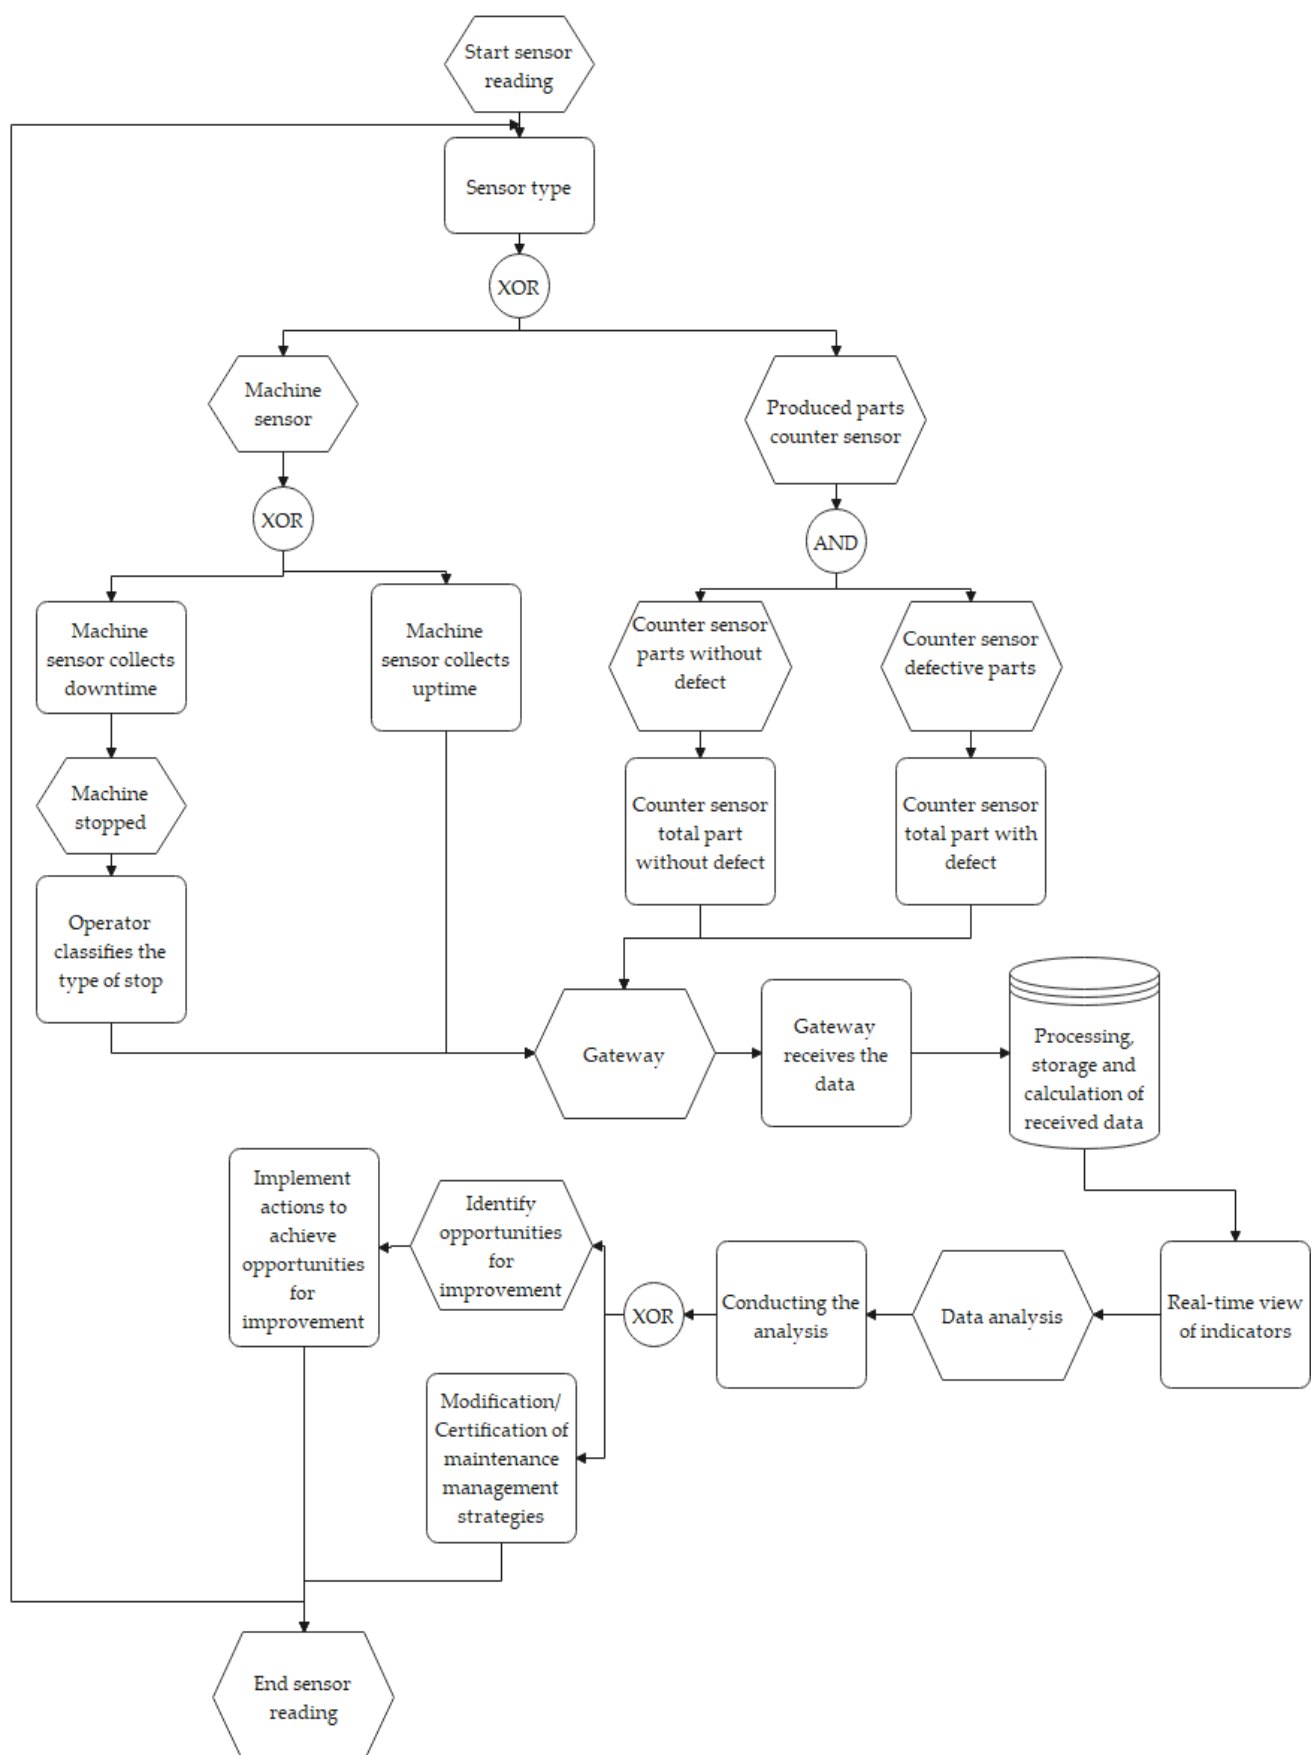 Start sensor
reading
Sensor type
XOR
Machine
sensor
Produced parts
counter sensor
XOR
AND
Machine
sensor collects
downtime
Machine
sensor collects
uptime
Counter sensor
parts without
defect
Counter sensor
defective parts
Machine
stopped
Counter sensor
total part
without defect
Counter sensor
total part with
defect
Operator
classifies the
type of stop
Gateway
Gateway
receives the
data
Processing,
storage and
calculation of
received data
Implement
actions to
achieve
opportunities
for
improvement
Identify
opportunities
for
improvement
XOR
Conducting the
analysis
Data analysis
Real-time view
of indicators
Modification/
Certification of
maintenance
management
strategies
End sensor
reading